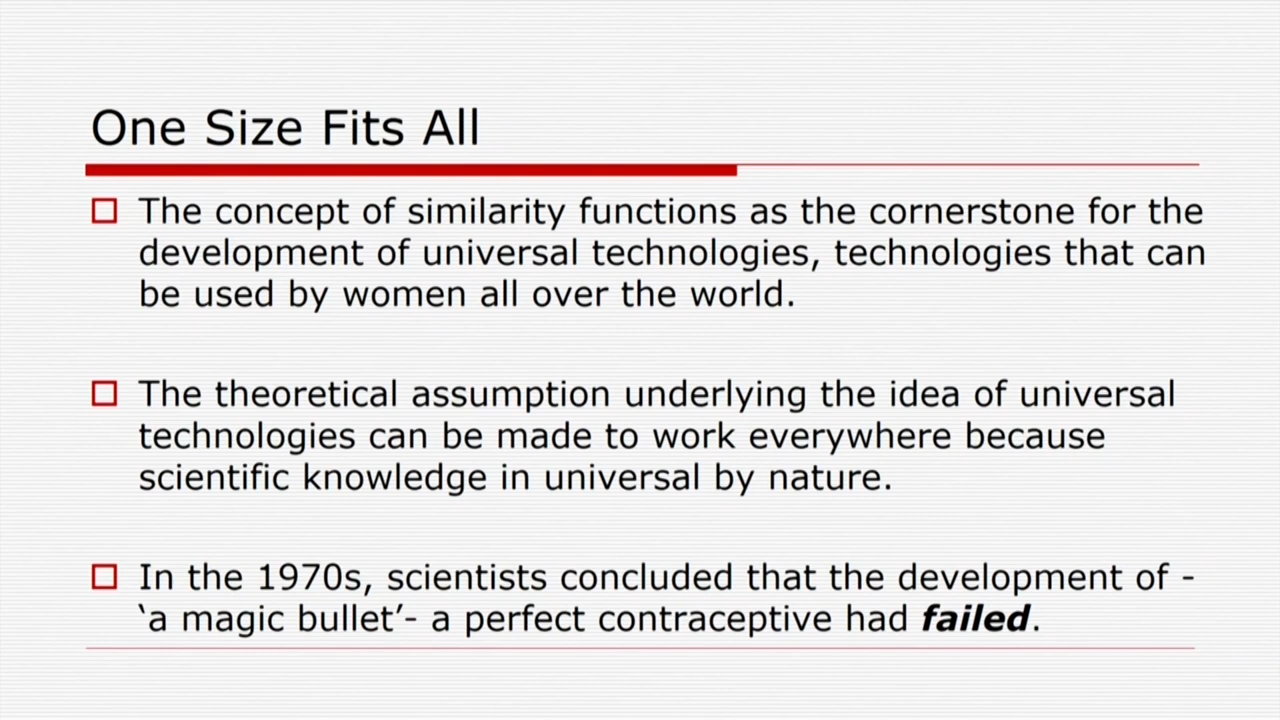 One Size Fits All
The concept of similarity functions as the cornerstone for the
development of universal technologies, technologies that can
be used by women all over the world.
The theoretical assumption underlying the idea of universal
technologies can be made to work everywhere because
scientific knowledge in universal by nature.
In the 1970s, scientists concluded that the development of -
‘a magic bullet’- a perfect contraceptive had failed.